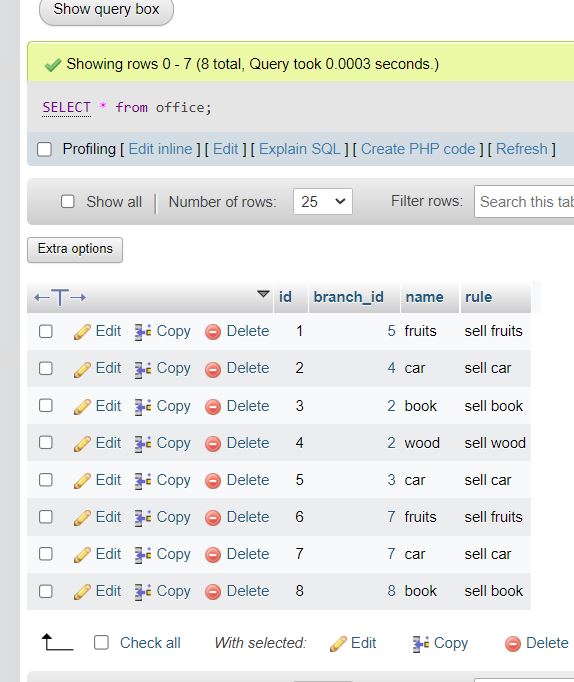 Show query box
Showing rows 0 - 7 (8 total, Query took 0.0003 seconds.)
SELECT * from office;
Profiling [ Edit inline ] [ Edit ] [ Explain SQL ] [ Create PHP code ] [ Refresh ]
Show all | Number of rows: 25 Filter rows: Search this tab
Extra options
←T→ id branch_id name rule
Edit Copy Delete 1 5 fruits sell fruits
Edit Copy Delete 2 4 car sell car
Edit Copy Delete 3 2 book sell book
Edit Copy Delete 4 2 wood sell wood
Edit Copy Delete 5 3 car sell car
Edit Copy Delete 6 7 fruits sell fruits
Edit Copy Delete 7 7 car sell car
Edit Copy Delete 8 8 book sell book
Check all With selected: Edit Copy Delete